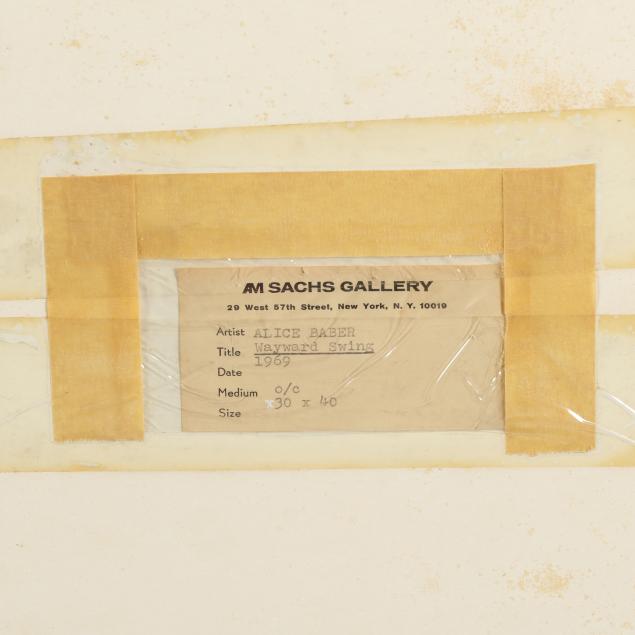 AM SACHS GALLERY
29 West 57th Street, New York, N. Y. 10019
Artist ALICE BABER
Title Wayward Swing
Date 1969
Medium o/c
Size x30 x 40